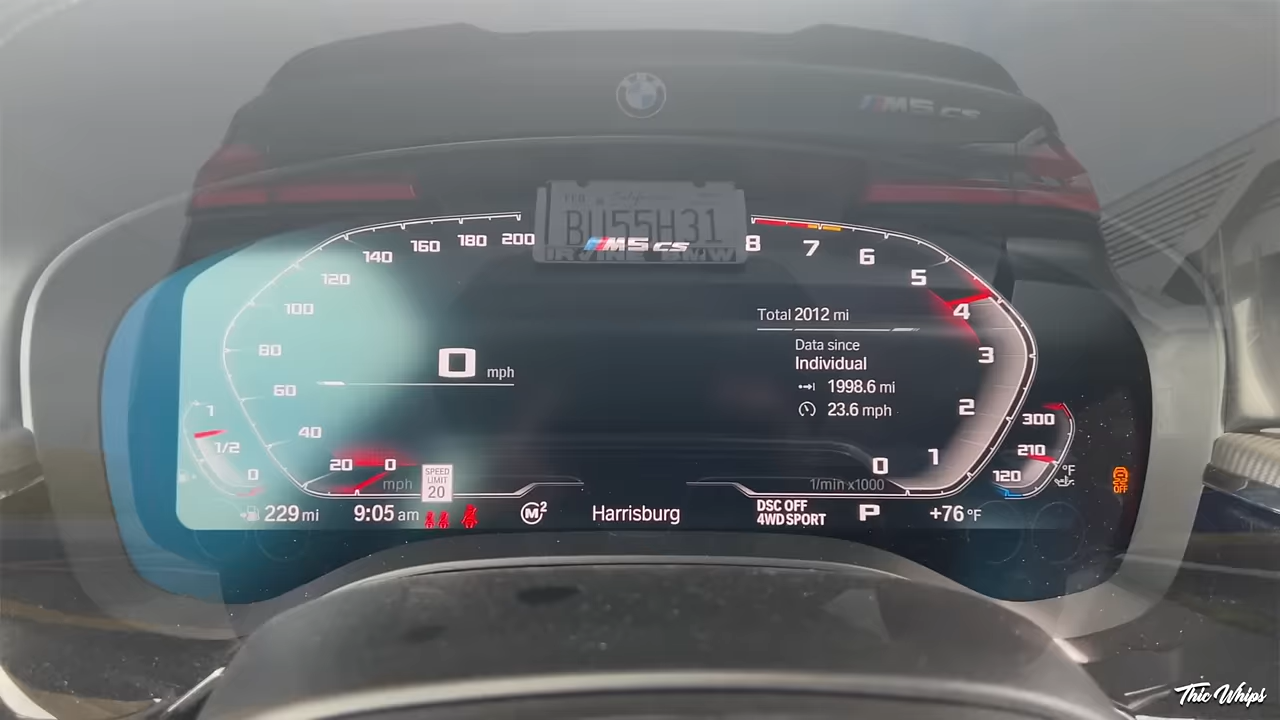 M5 CS
FEB California
BU55H31
IRVINE BMW
M5 CS
200
180
160
140
120
100
80
60
40
20
0
mph
8
7
6
5
4
3
2
1
0
1/min x1000
0 mph
Total 2012 mi
Data since
Individual
1998.6 mi
23.6 mph
1
1/2
0
300
210
120
°F
OFF
SPEED
LIMIT
20
229 mi
9:05 am
M2
Harrisburg
DSC OFF
4WD SPORT
P
+76 °F
Thic Whips